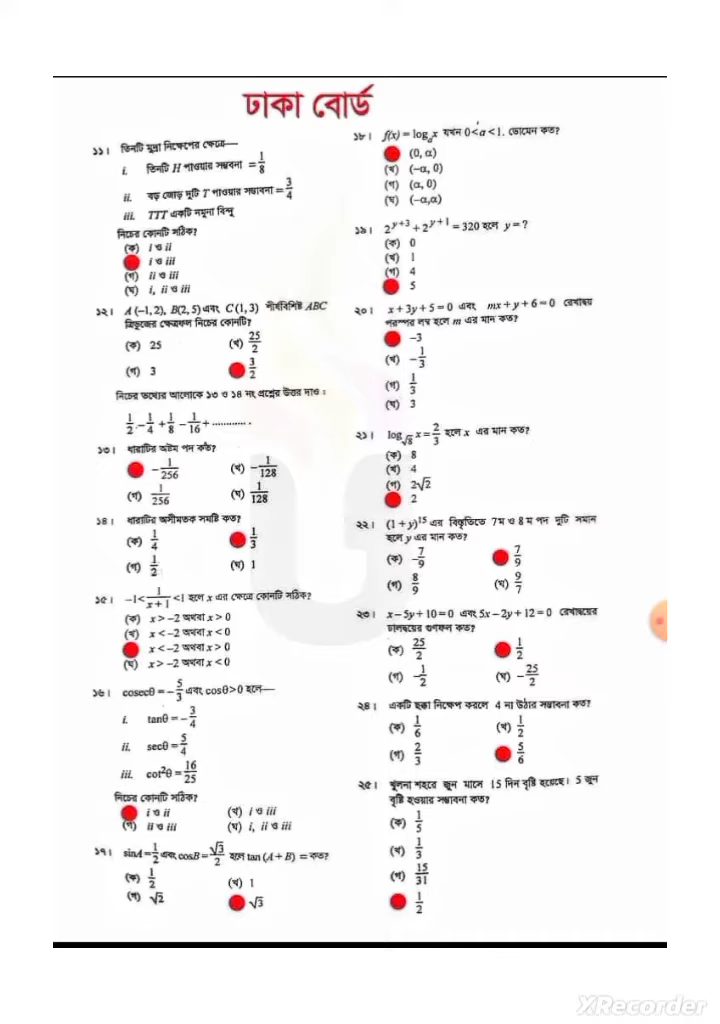 ঢাকা বোর্ড
১১। তিনটি মুদ্রা নিক্ষেপের ক্ষেত্রে—
i. তিনটি H পাওয়ার সম্ভবনা = 1/8
ii. বড় জোড় দুটি T পাওয়ার সম্ভাবনা = 3/4
iii. TTT একটি নমুনা বিন্দু
নিচের কোনটি সঠিক?
(ক) i ও ii
i ও iii
(গ) ii ও iii
(ঘ) i, ii ও iii
১২। A (–1, 2), B(2, 5) এবং C (1, 3) শীর্ষবিশিষ্ট ABC
ত্রিভুজের ক্ষেত্রফল নিচের কোনটি?
(ক) 25 (খ) 25/2
(গ) 3 3/2
নিচের তথ্যের আলোকে ১৩ ও ১৪ নং প্রশ্নের উত্তর দাও :
1/2 – 1/4 + 1/8 – 1/16 + ............. .
১৩। ধারাটির অষ্টম পদ কত?
– 1/256 (খ) – 1/128
(গ) 1/256 (ঘ) 1/128
১৪। ধারাটির অসীমতক সমষ্টি কত?
(ক) 1/4 1/3
(গ) 1/2 (ঘ) 1
১৫। –1 < 1/(x + 1) < 1 হলে x এর ক্ষেত্রে কোনটি সঠিক?
(ক) x > –2 অথবা x > 0
(খ) x < –2 অথবা x < 0
x < –2 অথবা x > 0
(ঘ) x > –2 অথবা x < 0
১৬। cosecθ = – 5/3 এবং cosθ > 0 হলে—
i. tanθ = – 3/4
ii. secθ = 5/4
iii. cot²θ = 16/25
নিচের কোনটি সঠিক?
i ও ii (খ) i ও iii
(গ) ii ও iii (ঘ) i, ii ও iii
১৭। sinA = 1/2 এবং cosB = √3/2 হলে tan (A + B) = কত?
(ক) 1/2 (খ) 1
(গ) √2 √3
১৮। f(x) = logₐx যখন 0 < a < 1. ডোমেন কত?
(0, α)
(খ) (–α, 0)
(গ) (α, 0)
(ঘ) (–α,α)
১৯। 2^(y+3) + 2^(y+1) = 320 হলে y = ?
(ক) 0
(খ) 1
(গ) 4
5
২০। x + 3y + 5 = 0 এবং mx + y + 6 = 0 রেখাদ্বয়
পরস্পর লম্ব হলে m এর মান কত?
–3
(খ) – 1/3
(গ) 1/3
(ঘ) 3
২১। log_√8 x = 2/3 হলে x এর মান কত?
(ক) 8
(খ) 4
(গ) 2√2
2
২২। (1 + y)¹⁵ এর বিস্তৃতিতে 7ম ও 8ম পদ দুটি সমান
হলে y এর মান কত?
(ক) – 7/9 7/9
(গ) 8/9 (ঘ) 9/7
২৩। x – 5y + 10 = 0 এবং 5x – 2y + 12 = 0 রেখাদ্বয়ের
ঢালদ্বয়ের গুণফল কত?
(ক) 25/2 1/2
(গ) – 1/2 (ঘ) – 25/2
২৪। একটি ছক্কা নিক্ষেপ করলে 4 না উঠার সম্ভাবনা কত?
(ক) 1/6 (খ) 1/2
(গ) 2/3 5/6
২৫। খুলনা শহরে জুন মাসে 15 দিন বৃষ্টি হয়েছে। 5 জুন
বৃষ্টি হওয়ার সম্ভাবনা কত?
(ক) 1/5
(খ) 1/3
(গ) 15/31
1/2
XRecorder